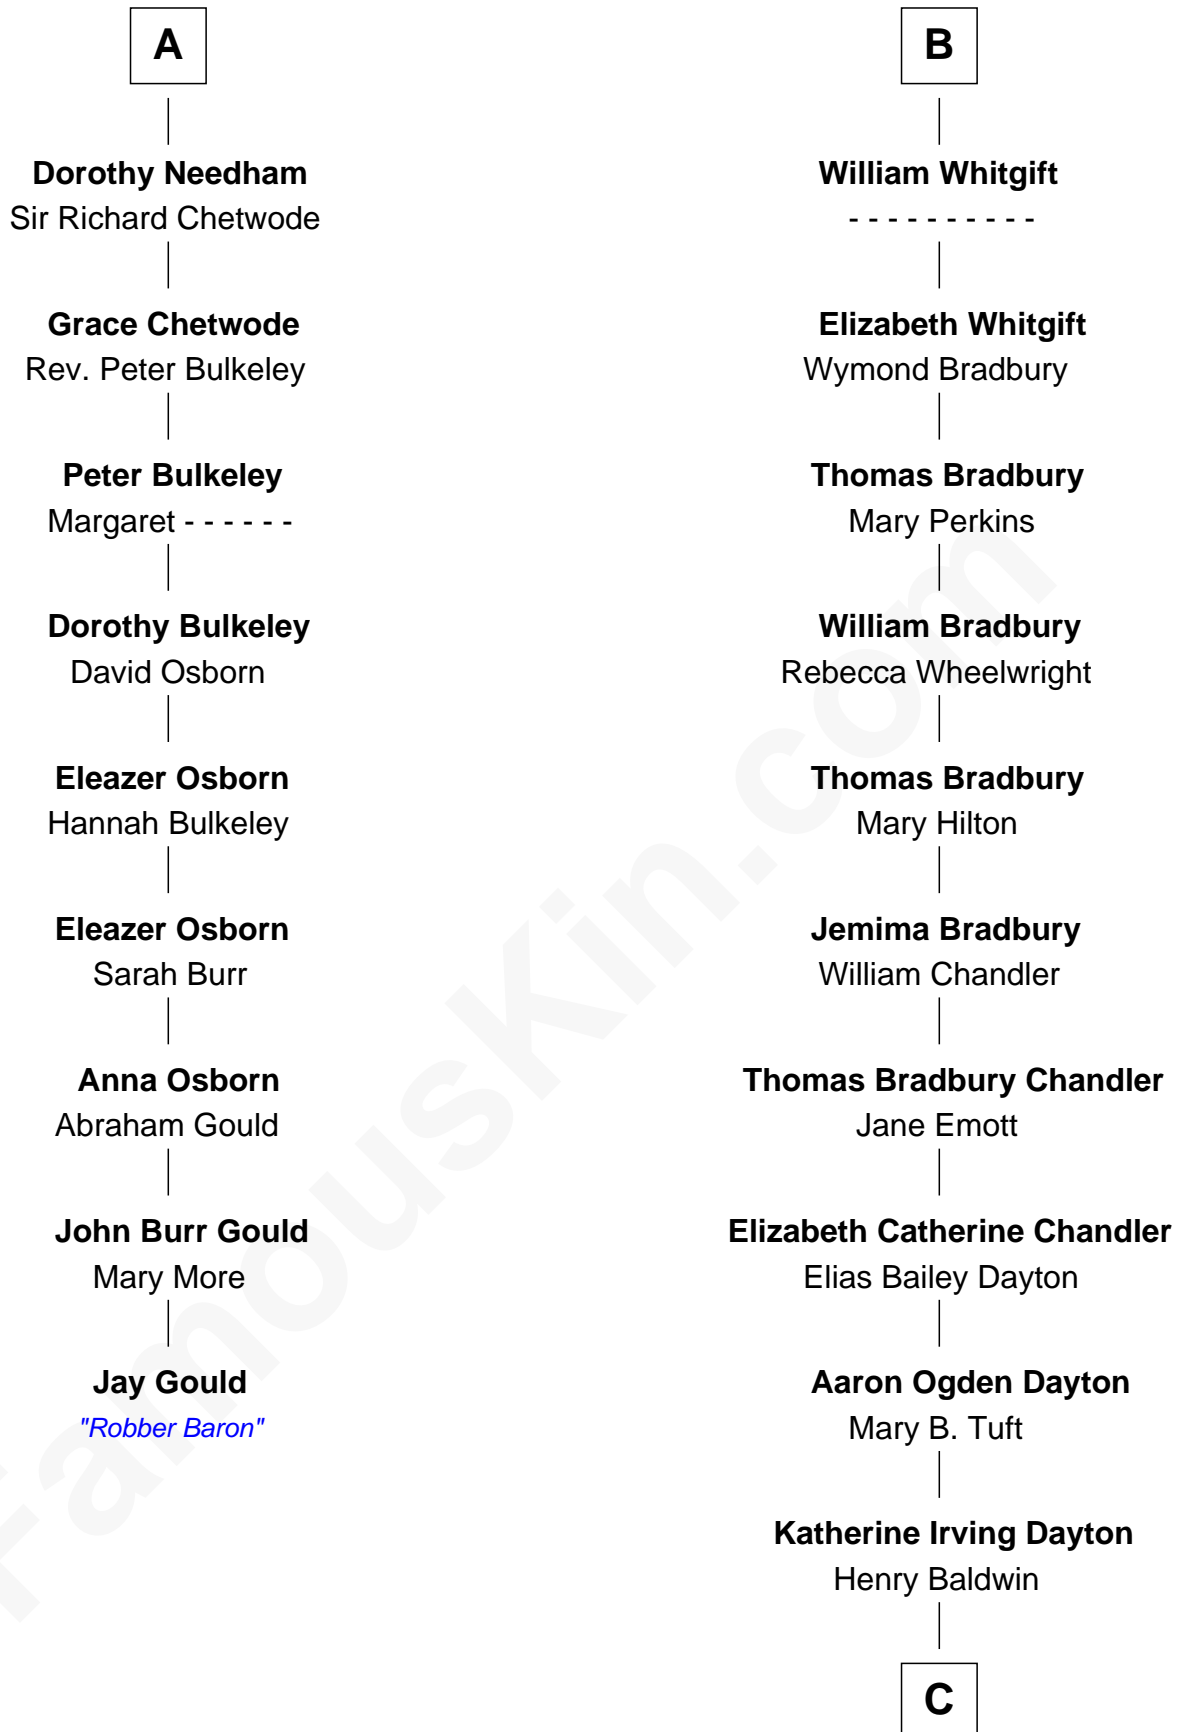 A
Dorothy Needham
Sir Richard Chetwode
Grace Chetwode
Rev. Peter Bulkeley
Peter Bulkeley
Margaret - - - - - -
Dorothy Bulkeley
David Osborn
Eleazer Osborn
Hannah Bulkeley
Eleazer Osborn
Sarah Burr
Anna Osborn
Abraham Gould
John Burr Gould
Mary More
Jay Gould
"Robber Baron"
B
William Whitgift
- - - - - - - - - -
Elizabeth Whitgift
Wymond Bradbury
Thomas Bradbury
Mary Perkins
William Bradbury
Rebecca Wheelwright
Thomas Bradbury
Mary Hilton
Jemima Bradbury
William Chandler
Thomas Bradbury Chandler
Jane Emott
Elizabeth Catherine Chandler
Elias Bailey Dayton
Aaron Ogden Dayton
Mary B. Tuft
Katherine Irving Dayton
Henry Baldwin
C
FamousKin.com